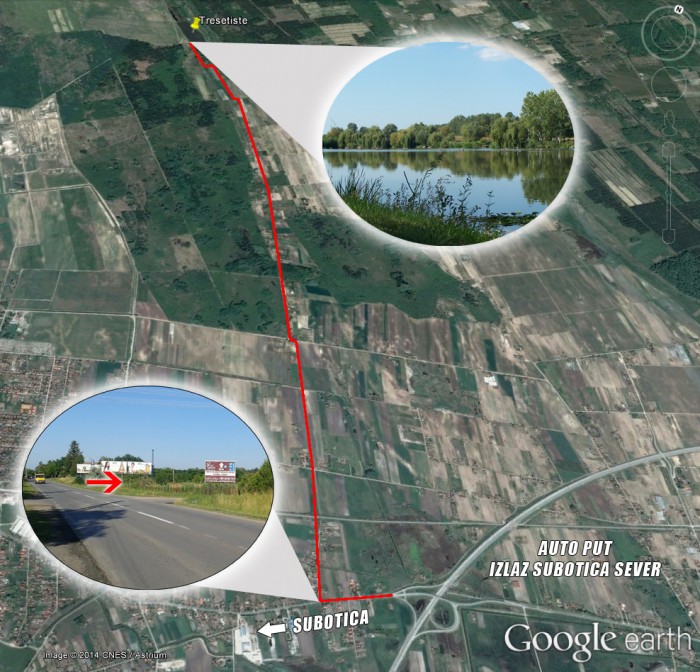 Tresetiste
AUTO PUT
IZLAZ SUBOTICA SEVER
SUBOTICA
Image © 2014 CNES / Astrium
Google earth